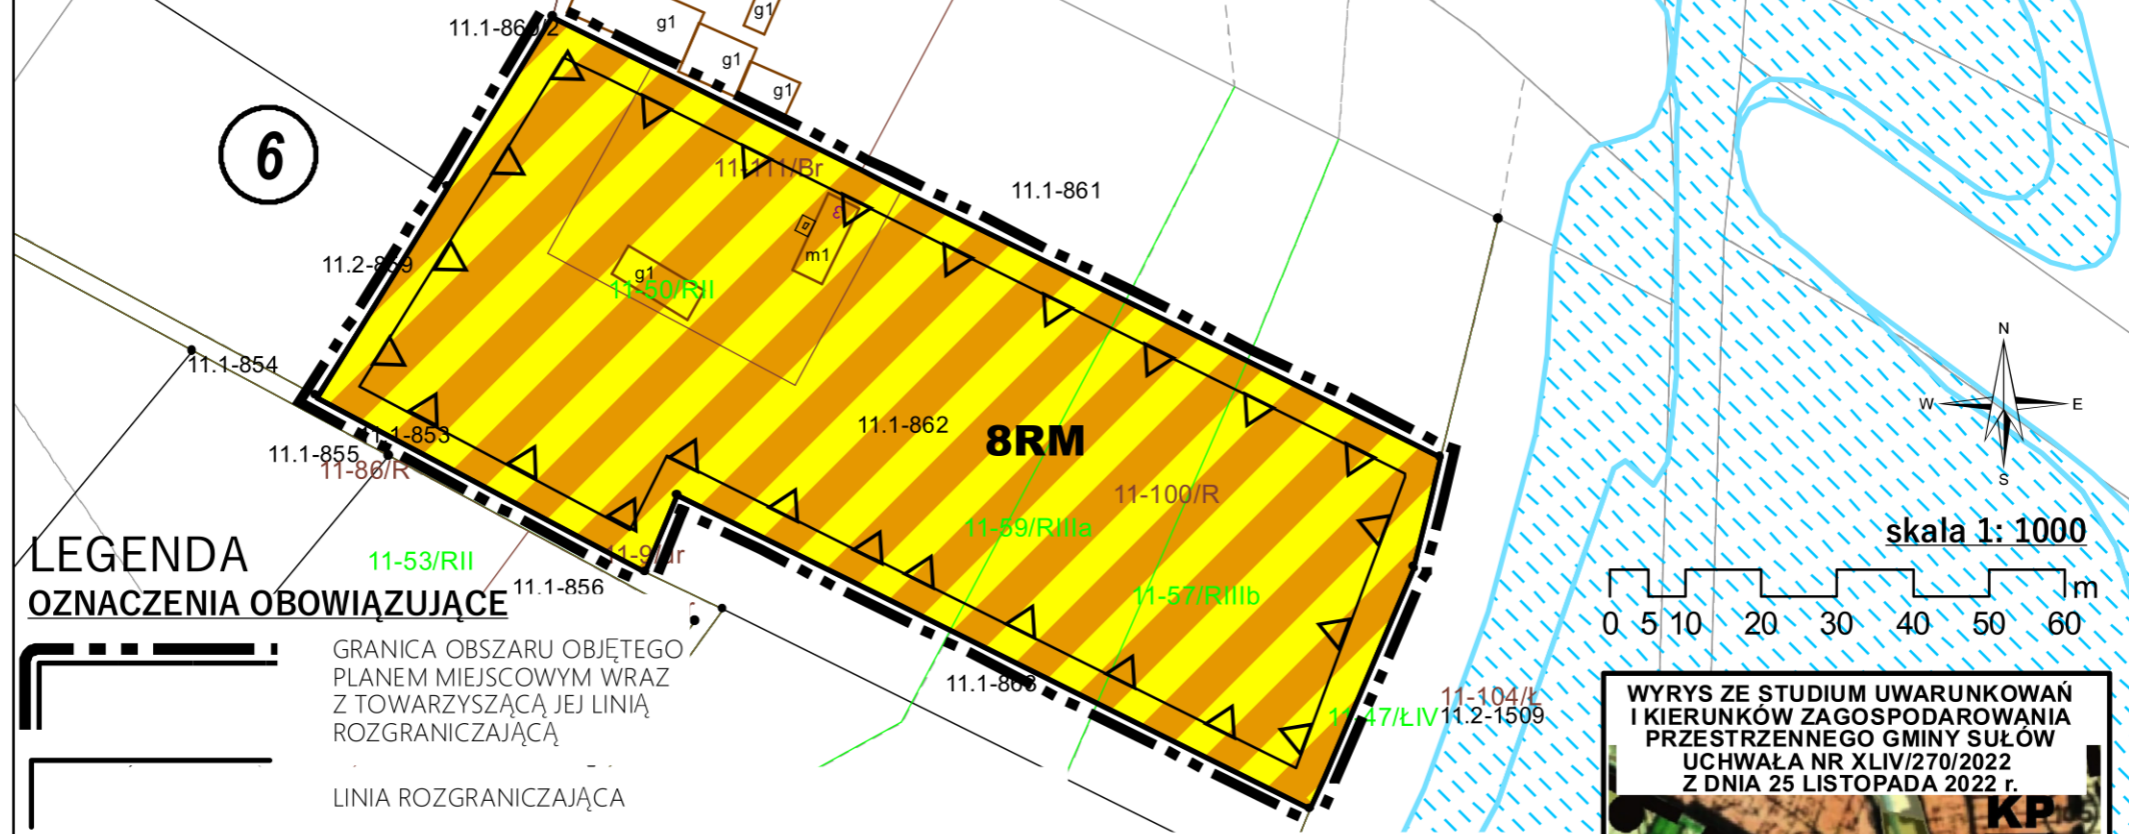 g1
g1
g1
g1
11.1-860/2
6
11-111/Br
11.1-861
3
m1
g1
11-50/RII
11.2-859
11.1-854
11.1-853
11.1-855
11-86/R
11.1-862
8RM
11-100/R
11-59/RIIIa
11-57/RIIIb
11-53/RII
11.1-856
11.1-863
11-47/ŁIV
11-104/Ł
11.2-1509
N
W
E
S
skala 1: 1000
m
0 5 10 20 30 40 50 60
LEGENDA
OZNACZENIA OBOWIĄZUJĄCE
GRANICA OBSZARU OBJĘTEGO
PLANEM MIEJSCOWYM WRAZ
Z TOWARZYSZĄCĄ JEJ LINIĄ
ROZGRANICZAJĄCĄ
LINIA ROZGRANICZAJĄCA
WYRYS ZE STUDIUM UWARUNKOWAŃ
I KIERUNKÓW ZAGOSPODAROWANIA
PRZESTRZENNEGO GMINY SUŁÓW
UCHWAŁA NR XLIV/270/2022
Z DNIA 25 LISTOPADA 2022 r.
KP